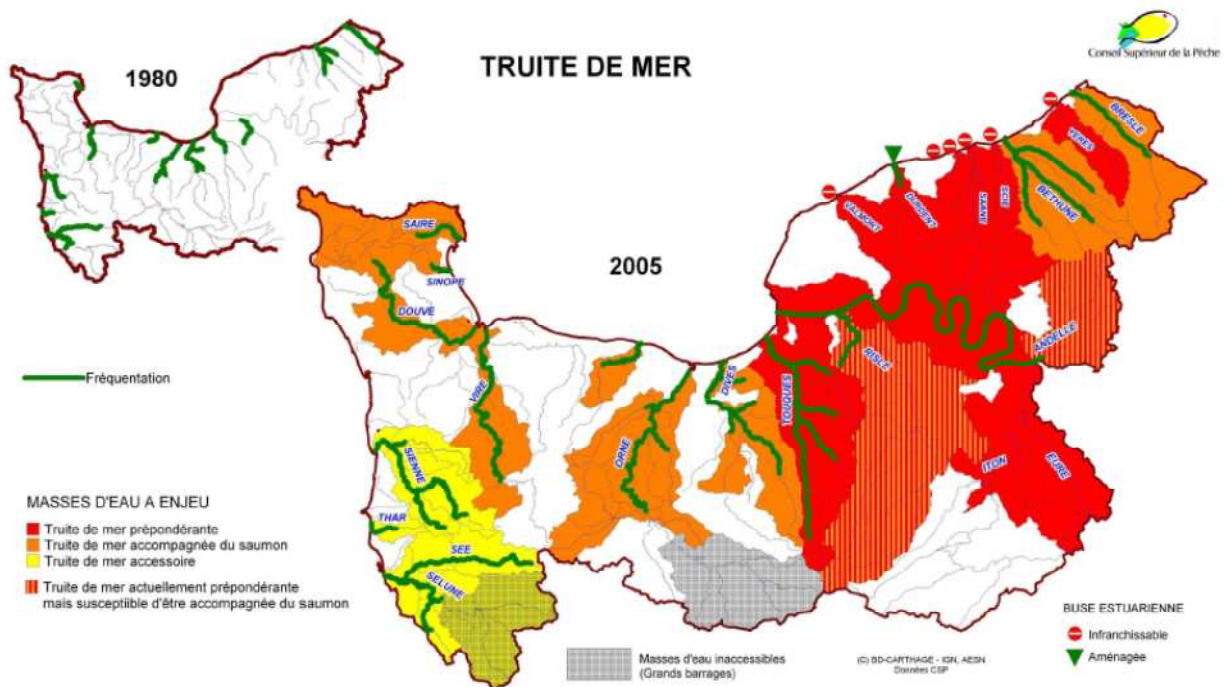 Conseil Supérieur de la Pêche
TRUITE DE MER
1980
2005
BRESLE
YERES
BETHUNE
SCIE
SAANE
DURDENT
VALMONT
SAIRE
SINOPE
DOUVE
VIRE
ORNE
DIVES
TOUQUES
RISLE
ANDELLE
ITON
EURE
SIENNE
THAR
SEE
SELUNE
Fréquentation
MASSES D'EAU A ENJEU
Truite de mer prépondérante
Truite de mer accompagnée du saumon
Truite de mer accessoire
Truite de mer actuellement prépondérante
mais susceptiible d'être accompagnée du saumon
Masses d'eau inaccessibles
(Grands barrages)
(C) BD-CARTHAGE - IGN, AESN
Données CSP
BUSE ESTUARIENNE
Infranchissable
Aménagée